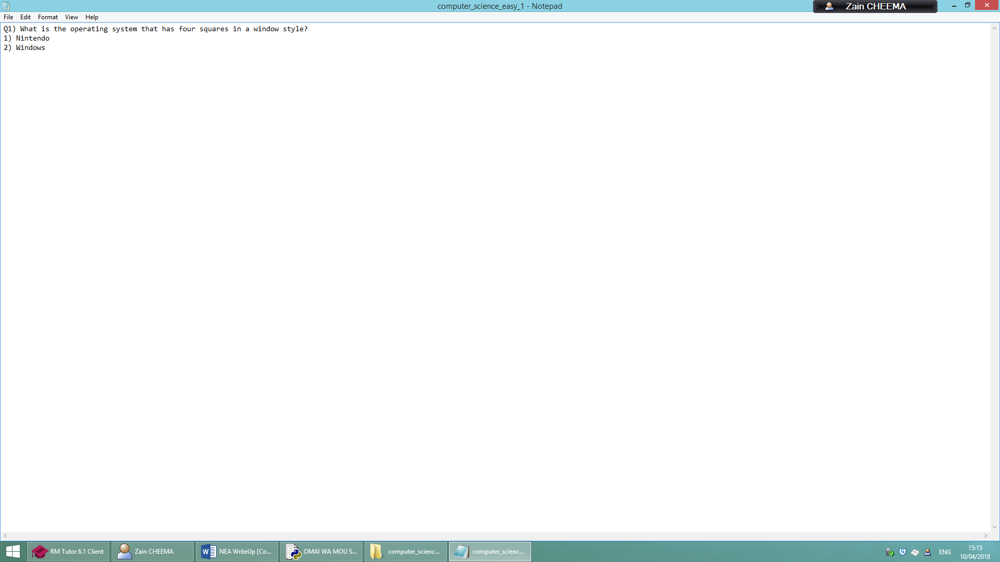 computer_science_easy_1 - Notepad
Zain CHEEMA
File Edit Format View Help
Q1) What is the operating system that has four squares in a window style?
1) Nintendo
2) Windows
RM Tutor 6.1 Client
Zain CHEEMA
NEA WriteUp [Co...
OMAI WA MOU S...
computer_scienc...
computer_scienc...
ENG
15:15
10/04/2018